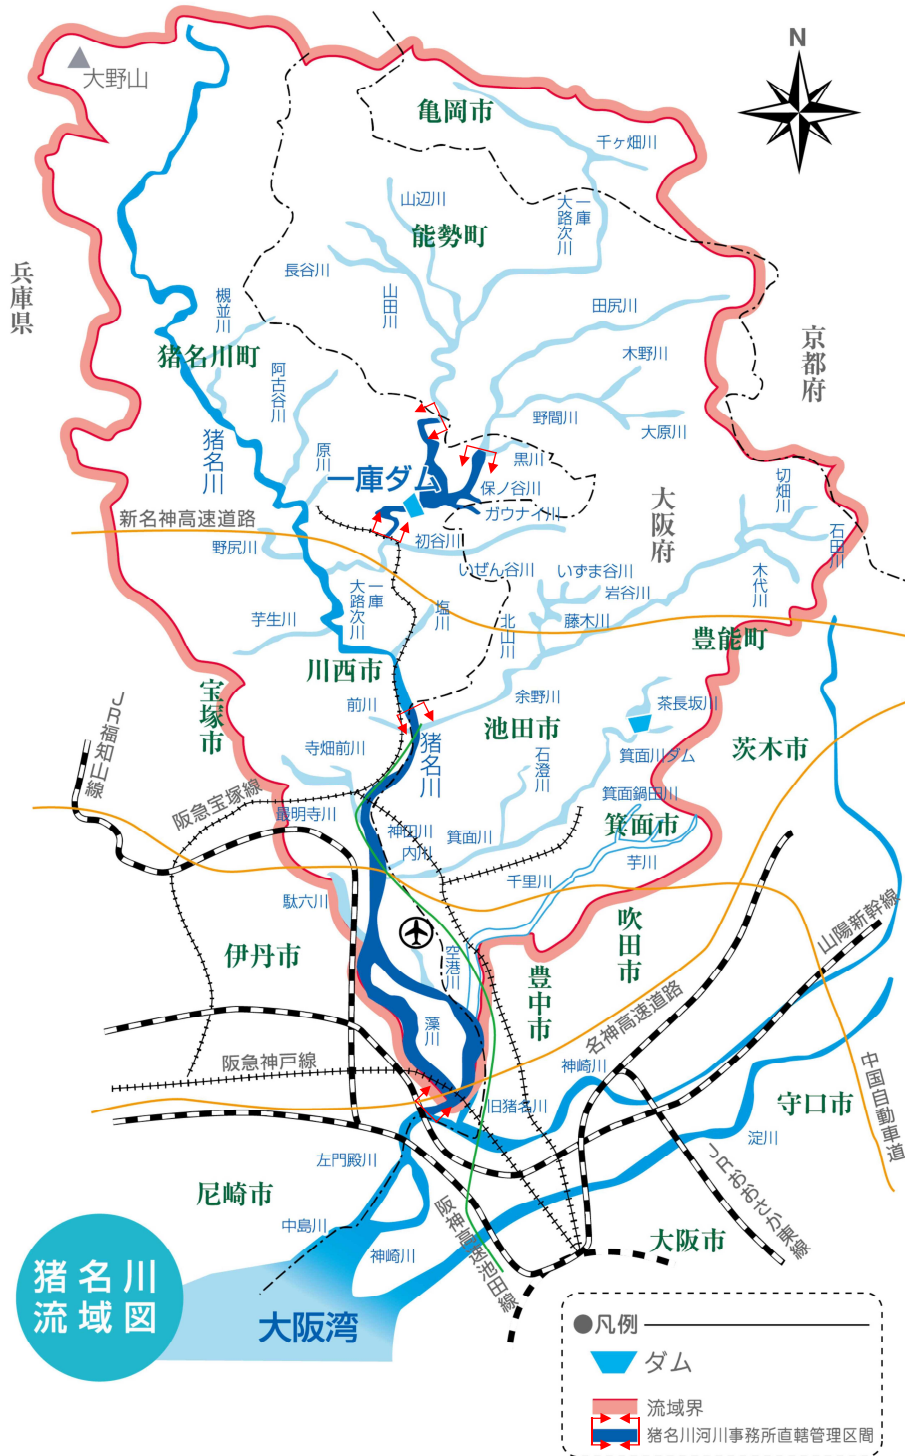 N
大野山
亀岡市
千ヶ畑川
山辺川
一庫
大路次川
能勢町
兵庫県
長谷川
山田川
槻並川
田尻川
京都府
猪名川町
木野川
阿古谷川
野間川
大原川
猪名川
原川
黒川
一庫ダム
保ノ谷川
切畑川
大阪府
ガウナイ川
新名神高速道路
石田川
野尻川
初谷川
いぜん谷川
いずま谷川
木代川
一庫
大路次川
岩谷川
塩川
北山川
藤木川
芋生川
豊能町
川西市
宝塚市
余野川
茶長坂川
JR福知山線
前川
池田市
茨木市
猪名川
寺畑前川
石澄川
箕面川ダム
阪急宝塚線
箕面鍋田川
最明寺川
神田川
箕面市
内川
箕面川
芋川
千里川
駄六川
吹田市
山陽新幹線
伊丹市
空港川
豊中市
名神高速道路
藻川
阪急神戸線
神崎川
中国自動車道
旧猪名川
守口市
淀川
左門殿川
JRおおさか東線
尼崎市
阪神高速池田線
中島川
大阪市
神崎川
猪名川
流域図
大阪湾
●凡例
ダム
流域界
猪名川河川事務所直轄管理区間